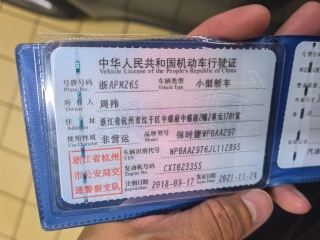 中华人民共和国机动车行驶证
Vehicle License of the People's Republic of China
号牌号码 浙APM265 车辆类型 小型轿车
Plate No. Vehicle Type
所有人 周祎
Owner
住址 浙江省杭州市江干区中
Address
使用性质 非营运 品牌型号 保时捷WP0AA297
Use Character Model
浙江省杭州
市公安局交
通警察支队
车辆识别代号 WP0AA2976JL112895
VIN
发动机号码 CXT023355
Engine No.
注册日期 2018-09-17 发证日期 2021-11-24
Register Date Issue Date